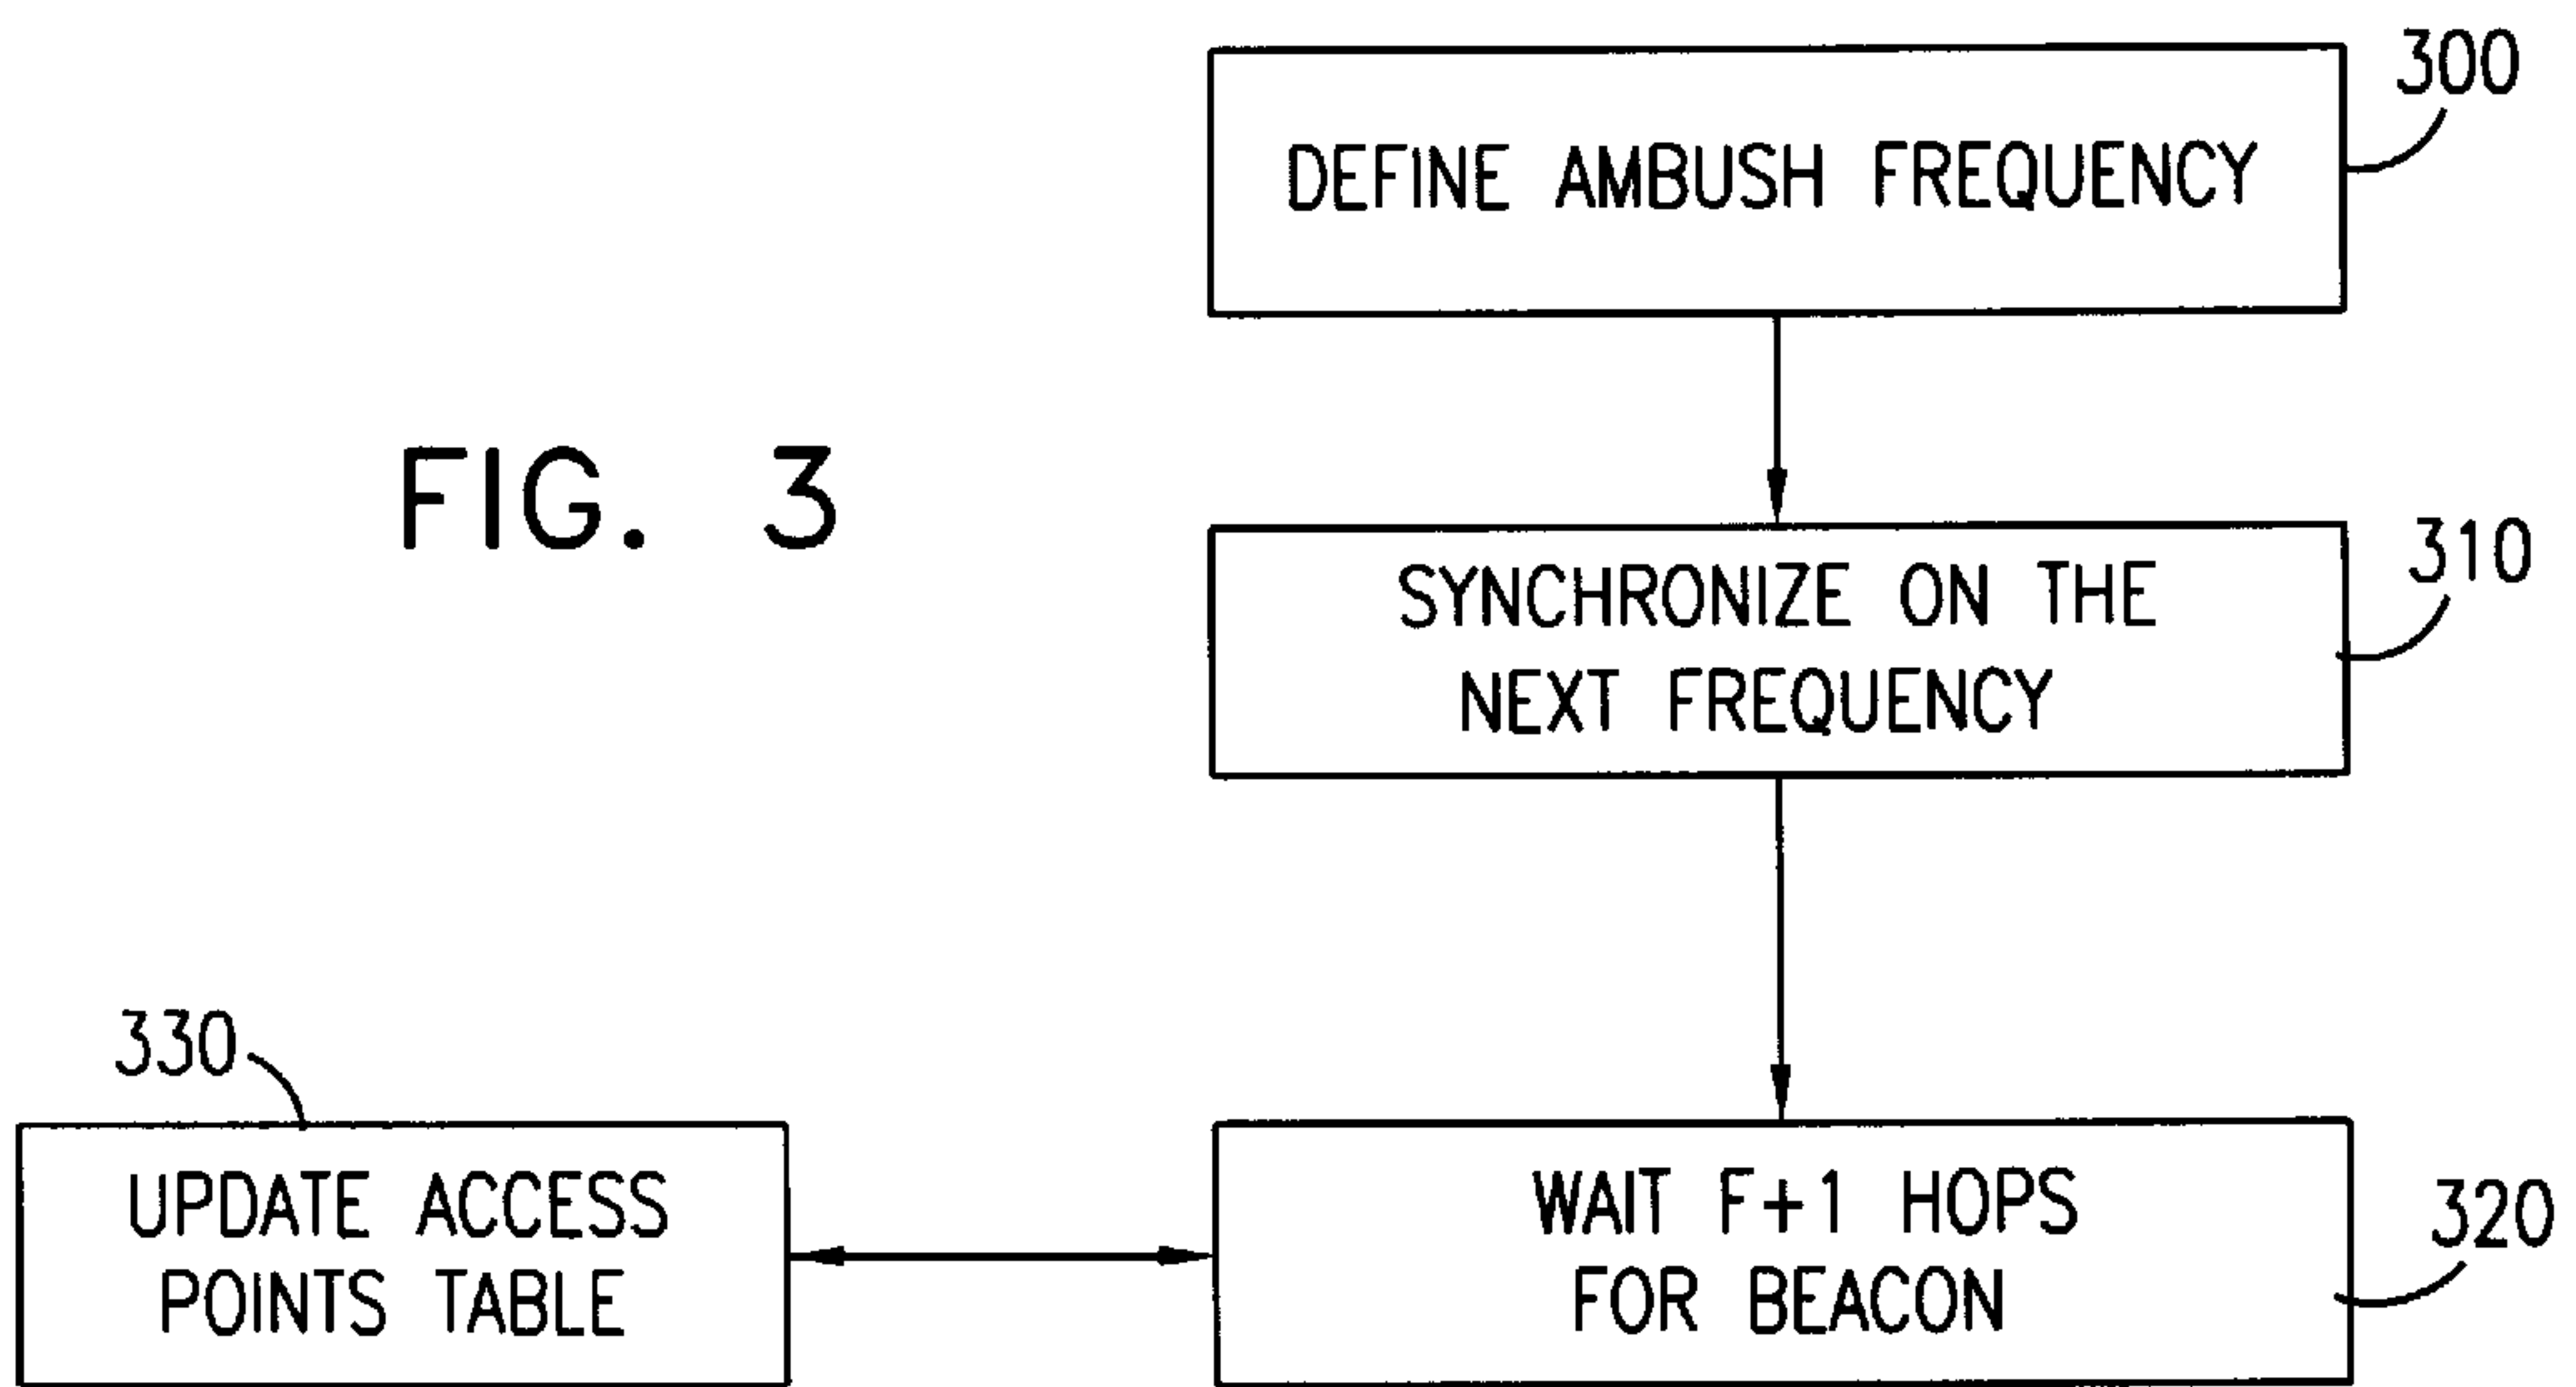 300
DEFINE AMBUSH FREQUENCY
FIG. 3
310
SYNCHRONIZE ON THE
NEXT FREQUENCY
330
UPDATE ACCESS
POINTS TABLE
320
WAIT F+1 HOPS
FOR BEACON